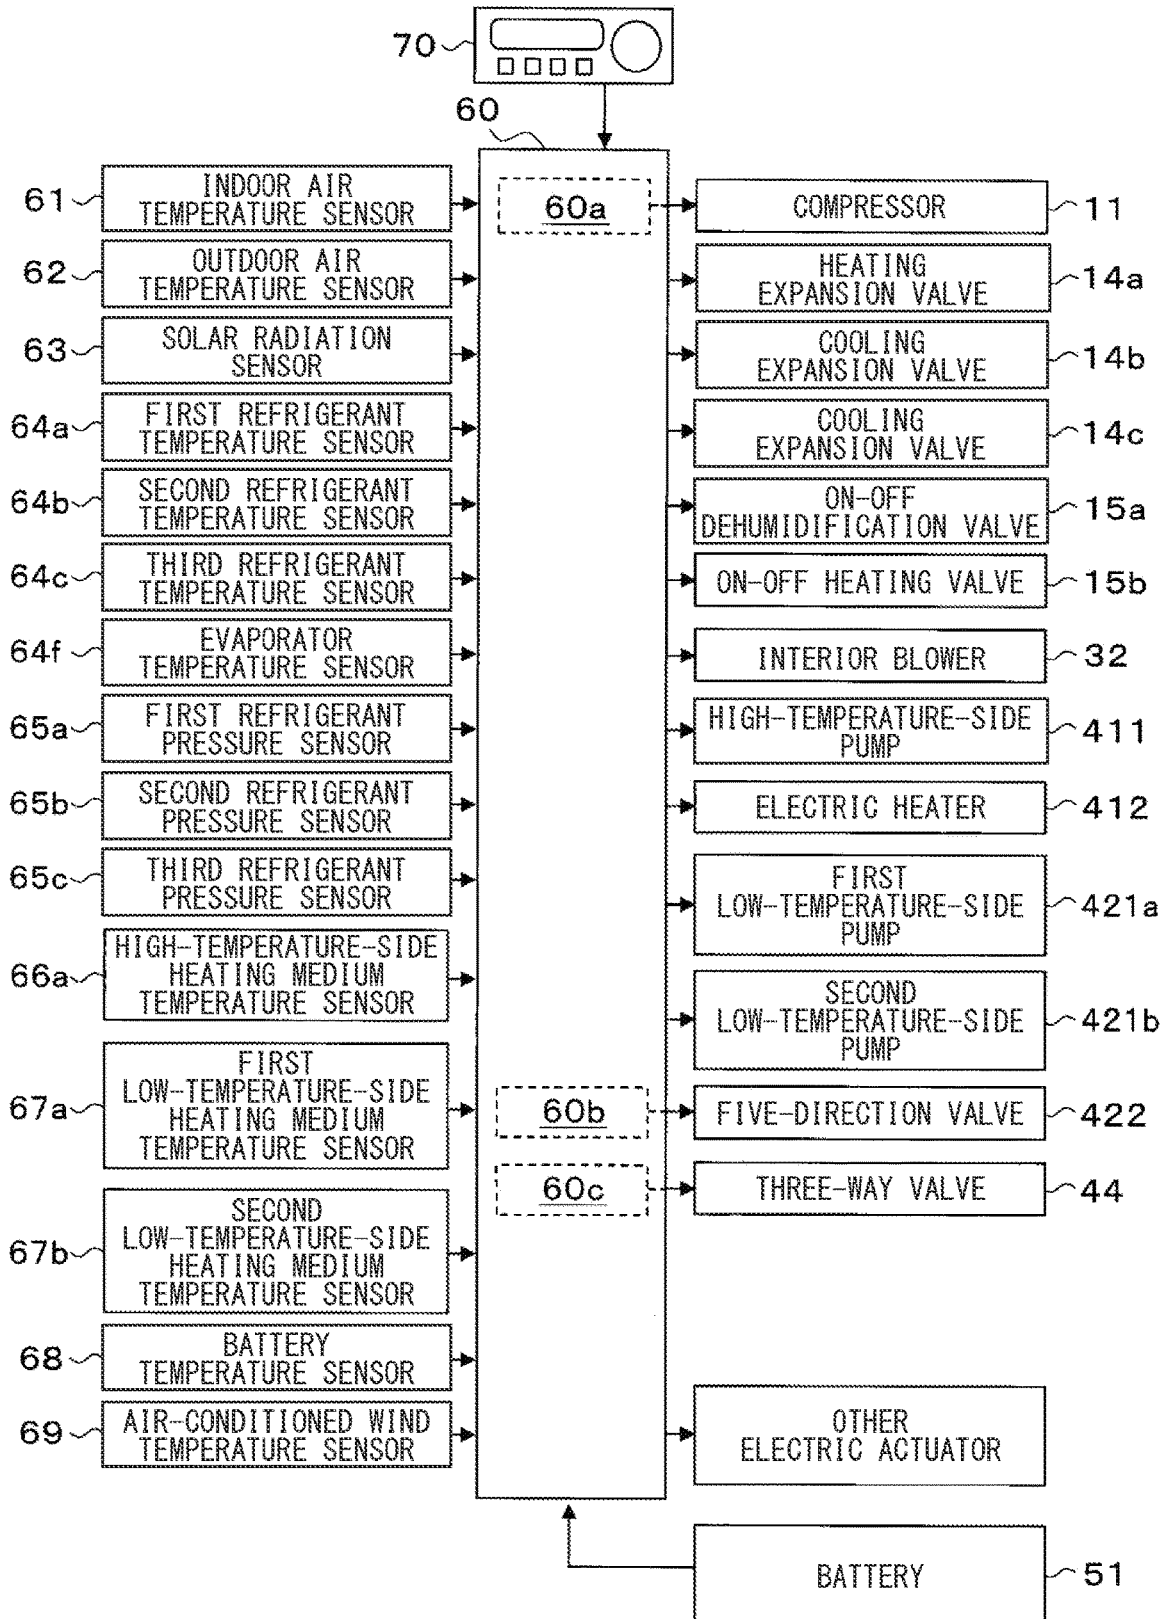 70
60
61
INDOOR AIR
TEMPERATURE SENSOR
62
OUTDOOR AIR
TEMPERATURE SENSOR
63
SOLAR RADIATION
SENSOR
64a
FIRST REFRIGERANT
TEMPERATURE SENSOR
64b
SECOND REFRIGERANT
TEMPERATURE SENSOR
64c
THIRD REFRIGERANT
TEMPERATURE SENSOR
64f
EVAPORATOR
TEMPERATURE SENSOR
65a
FIRST REFRIGERANT
PRESSURE SENSOR
65b
SECOND REFRIGERANT
PRESSURE SENSOR
65c
THIRD REFRIGERANT
PRESSURE SENSOR
66a
HIGH-TEMPERATURE-SIDE
HEATING MEDIUM
TEMPERATURE SENSOR
67a
FIRST
LOW-TEMPERATURE-SIDE
HEATING MEDIUM
TEMPERATURE SENSOR
67b
SECOND
LOW-TEMPERATURE-SIDE
HEATING MEDIUM
TEMPERATURE SENSOR
68
BATTERY
TEMPERATURE SENSOR
69
AIR-CONDITIONED WIND
TEMPERATURE SENSOR
60a
60b
60c
COMPRESSOR
11
HEATING
EXPANSION VALVE
14a
COOLING
EXPANSION VALVE
14b
COOLING
EXPANSION VALVE
14c
ON-OFF
DEHUMIDIFICATION VALVE
15a
ON-OFF HEATING VALVE
15b
INTERIOR BLOWER
32
HIGH-TEMPERATURE-SIDE
PUMP
411
ELECTRIC HEATER
412
FIRST
LOW-TEMPERATURE-SIDE
PUMP
421a
SECOND
LOW-TEMPERATURE-SIDE
PUMP
421b
FIVE-DIRECTION VALVE
422
THREE-WAY VALVE
44
OTHER
ELECTRIC ACTUATOR
BATTERY
51